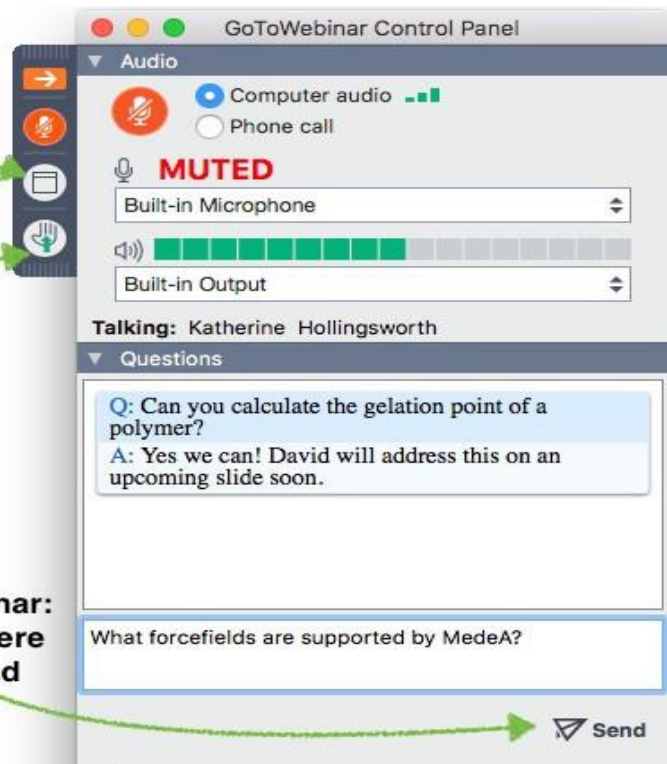 GoToWebinar Control Panel
Audio
Computer audio
Phone call
MUTED
Built-in Microphone
Built-in Output
Talking: Katherine Hollingsworth
Questions
Q: Can you calculate the gelation point of a
polymer?
A: Yes we can! David will address this on an
upcoming slide soon.
What forcefields are supported by MedeA?
Send